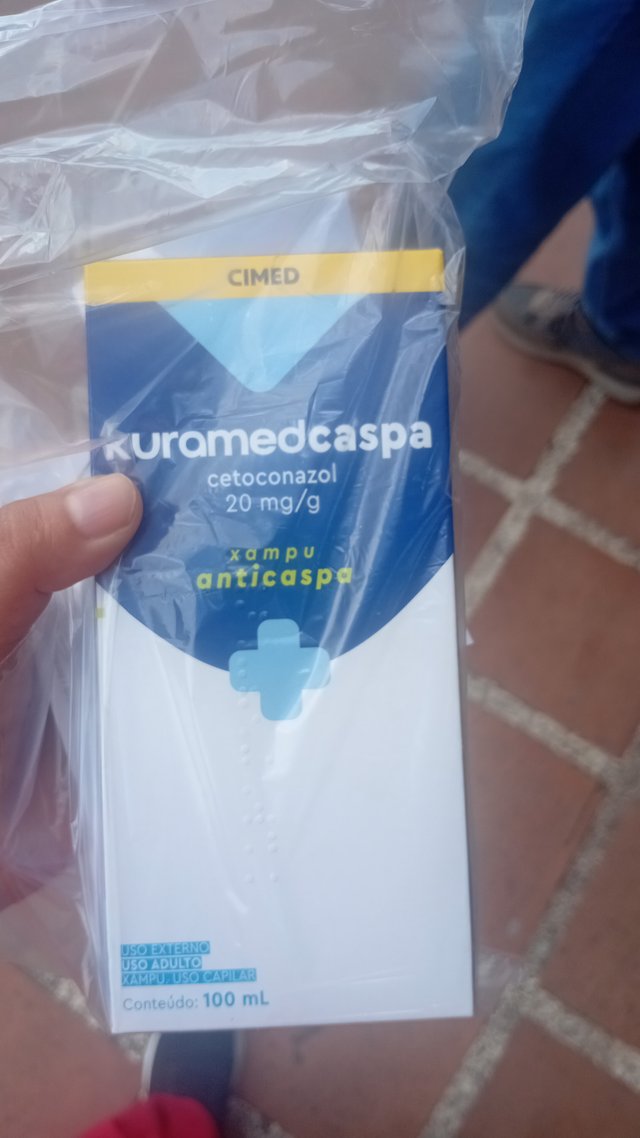 CIMED
kuramedcaspa
cetoconazol
20 mg/g
xampu
anticaspa
USO EXTERNO
USO ADULTO
XAMPU: USO CAPILAR
Conteúdo: 100 mL